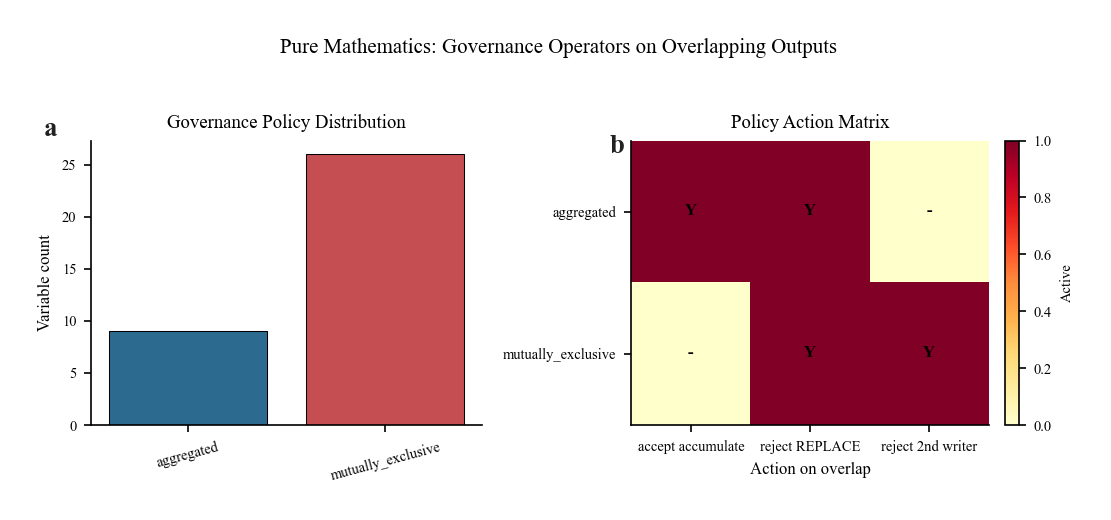 Pure Mathematics: Governance Operators on Overlapping Outputs
a
Governance Policy Distribution
Variable count
25
20
15
10
5
0
aggregated
mutually_exclusive
b
Policy Action Matrix
aggregated
mutually_exclusive
Y
Y
-
-
Y
Y
accept accumulate
reject REPLACE
reject 2nd writer
Action on overlap
1.0
0.8
0.6
0.4
0.2
0.0
Active